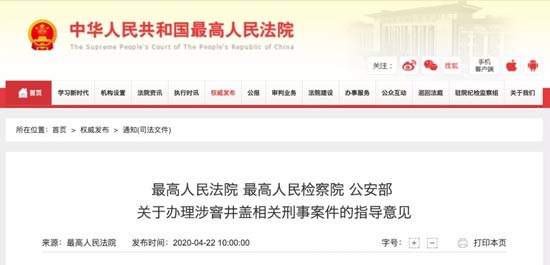 中华人民共和国最高人民法院
The Supreme People's Court of The People's Republic of China
关注： 搜狐 手机客户端
首页 学习新时代 机构设置 法院资讯 执行时讯 权威发布 公报 审判业务 法院建设 办事服务 公众互动 巡回法庭 驻院纪检监察组 关于我们
所在位置：首页 > 权威发布 > 通知(司法文件)
最高人民法院 最高人民检察院 公安部
关于办理涉窨井盖相关刑事案件的指导意见
来源：最高人民法院 发布时间：2020-04-22 10:00:00 字号： + - 打印本页